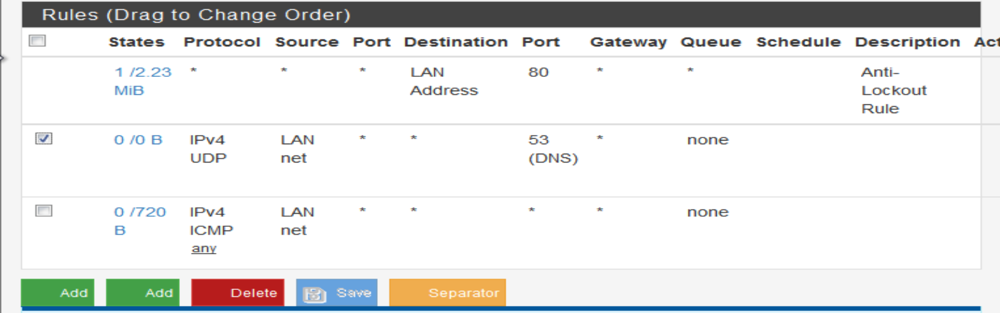 Rules (Drag to Change Order)
States Protocol Source Port Destination Port Gateway Queue Schedule Description Act
1 /2.23 * * * LAN 80 * * Anti-
MiB Address Lockout
Rule
0 /0 B IPv4 LAN * * 53 * none
UDP net (DNS)
0 /720 IPv4 LAN * * * * none
B ICMP net
any
Add Add Delete Save Separator